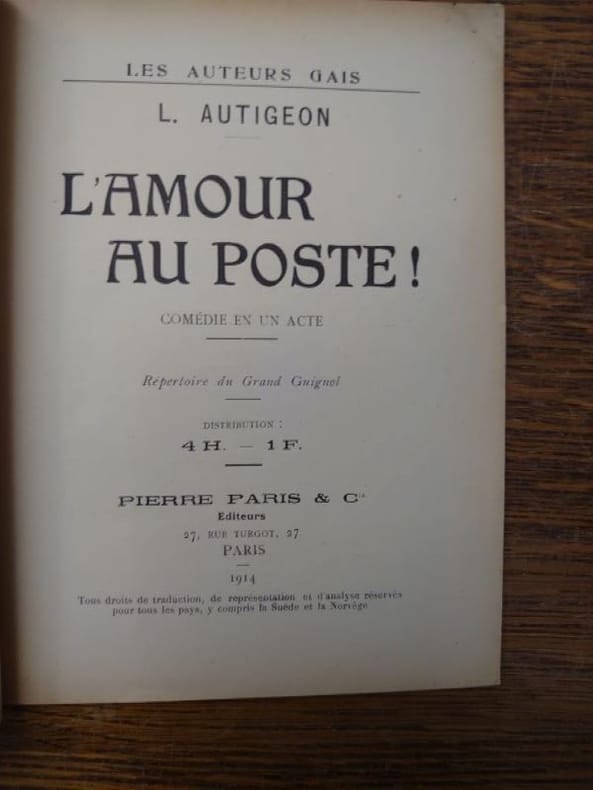 LES AUTEURS GAIS
L. AUTIGEON
L'AMOUR
AU POSTE !
COMÉDIE EN UN ACTE
Répertoire du Grand Guignol
DISTRIBUTION :
4 H. — 1 F.
PIERRE PARIS & Cie
Editeurs
27, RUE TURGOT, 27
PARIS
1914
Tous droits de traduction, de représentation et d'analyse réservés
pour tous les pays, y compris la Suède et la Norvège